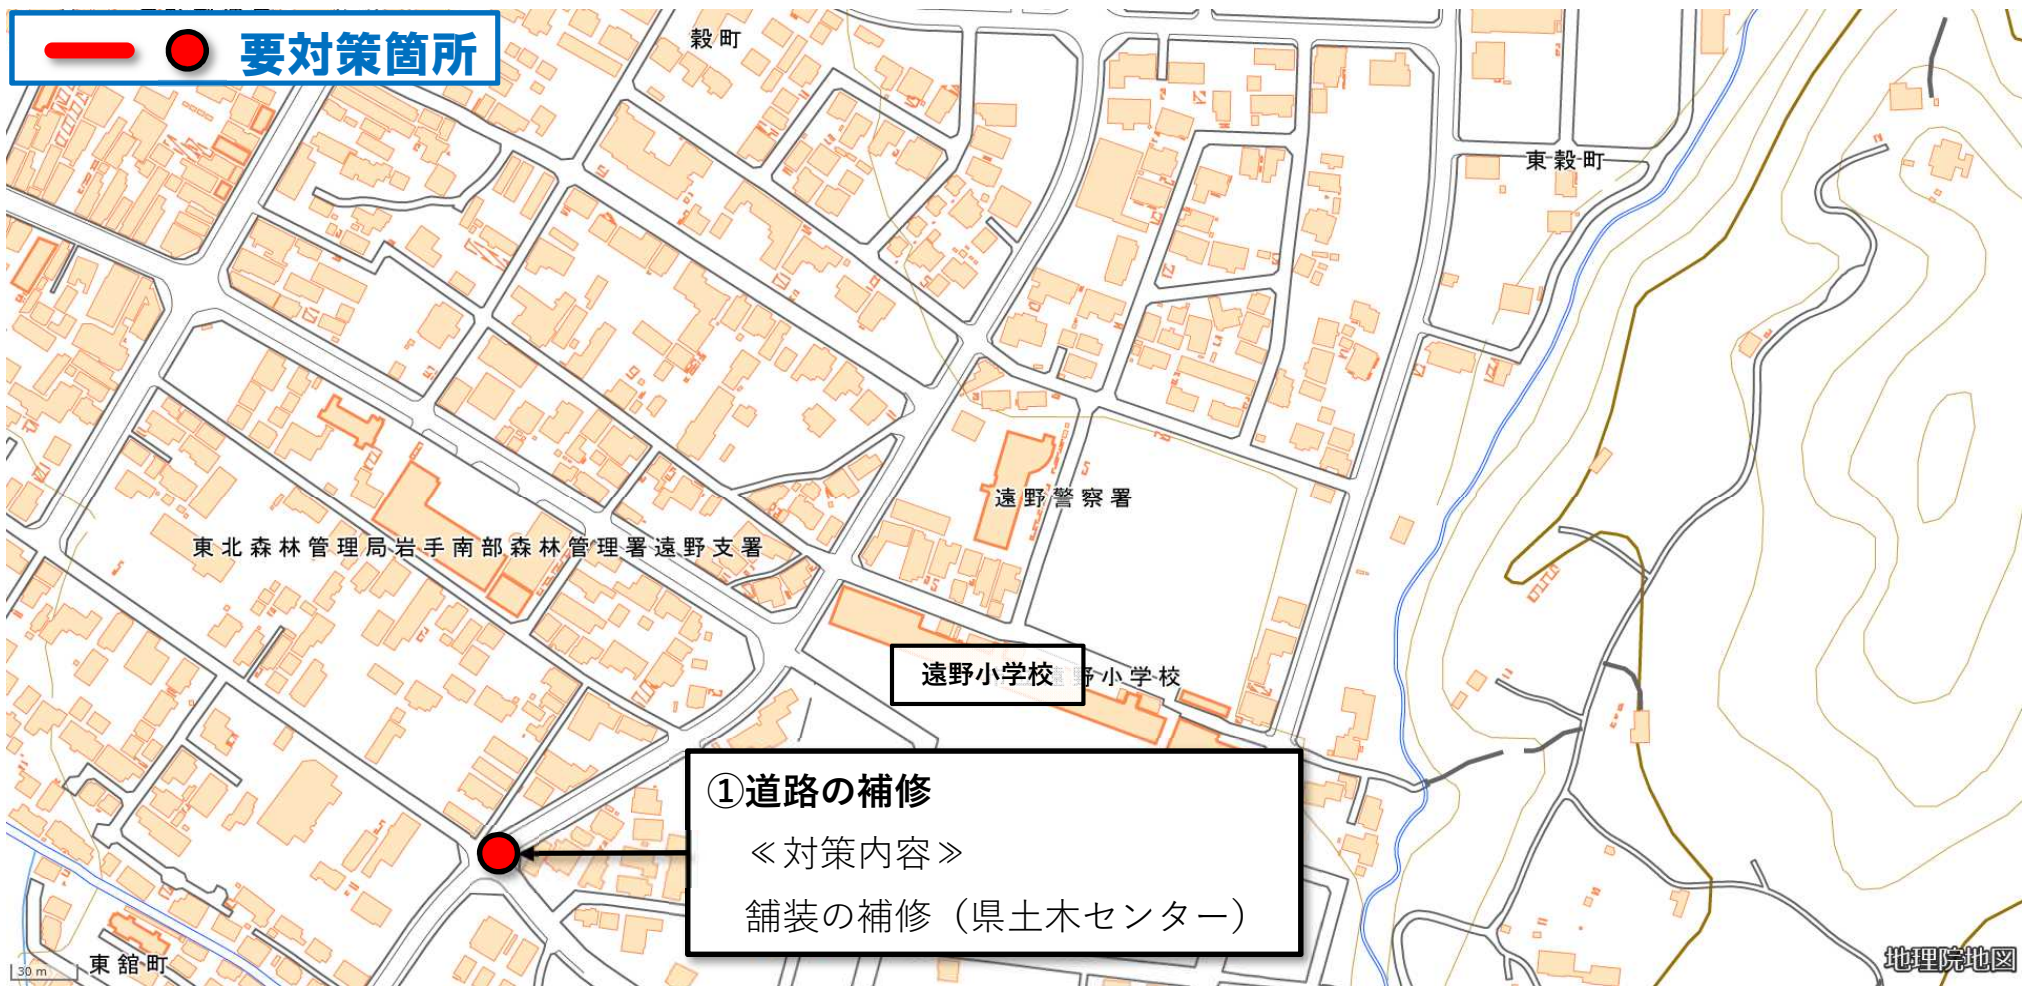 要対策箇所
穀町
東穀町
遠野警察署
東北森林管理局岩手南部森林管理署遠野支署
遠野小学校
遠野小学校
①道路の補修
≪対策内容≫
舗装の補修（県土木センター）
東舘町
30 m
地理院地図